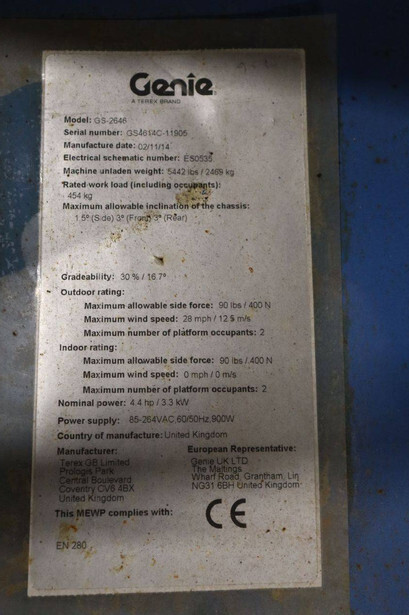 Genie
A TEREX BRAND
Model: GS-2646
Serial number: GS4614C-11905
Manufacture date: 02/11/14
Electrical schematic number: ES0535
Machine unladen weight: 5442 lbs / 2469 kg
Rated work load (including occupants):
454 kg
Maximum allowable inclination of the chassis:
1.5° (Side) 3° (Front) 3° (Rear)
Gradeability: 30 % / 16.7°
Outdoor rating:
Maximum allowable side force: 90 lbs / 400 N
Maximum wind speed: 28 mph / 12.5 m/s
Maximum number of platform occupants: 2
Indoor rating:
Maximum allowable side force: 90 lbs / 400 N
Maximum wind speed: 0 mph / 0 m/s
Maximum number of platform occupants: 2
Nominal power: 4.4 hp / 3.3 kW
Power supply: 85-264VAC,60/50Hz,900W
Country of manufacture: United Kingdom
Manufacturer: European Representative:
Terex GB Limited Genie UK LTD
Prologis Park The Maltings
Central Boulevard Wharf Road, Grantham, Lin
Coventry CV6 4BX NG31 6BH United Kingdom
United Kingdom
This MEWP complies with: CE
EN 280